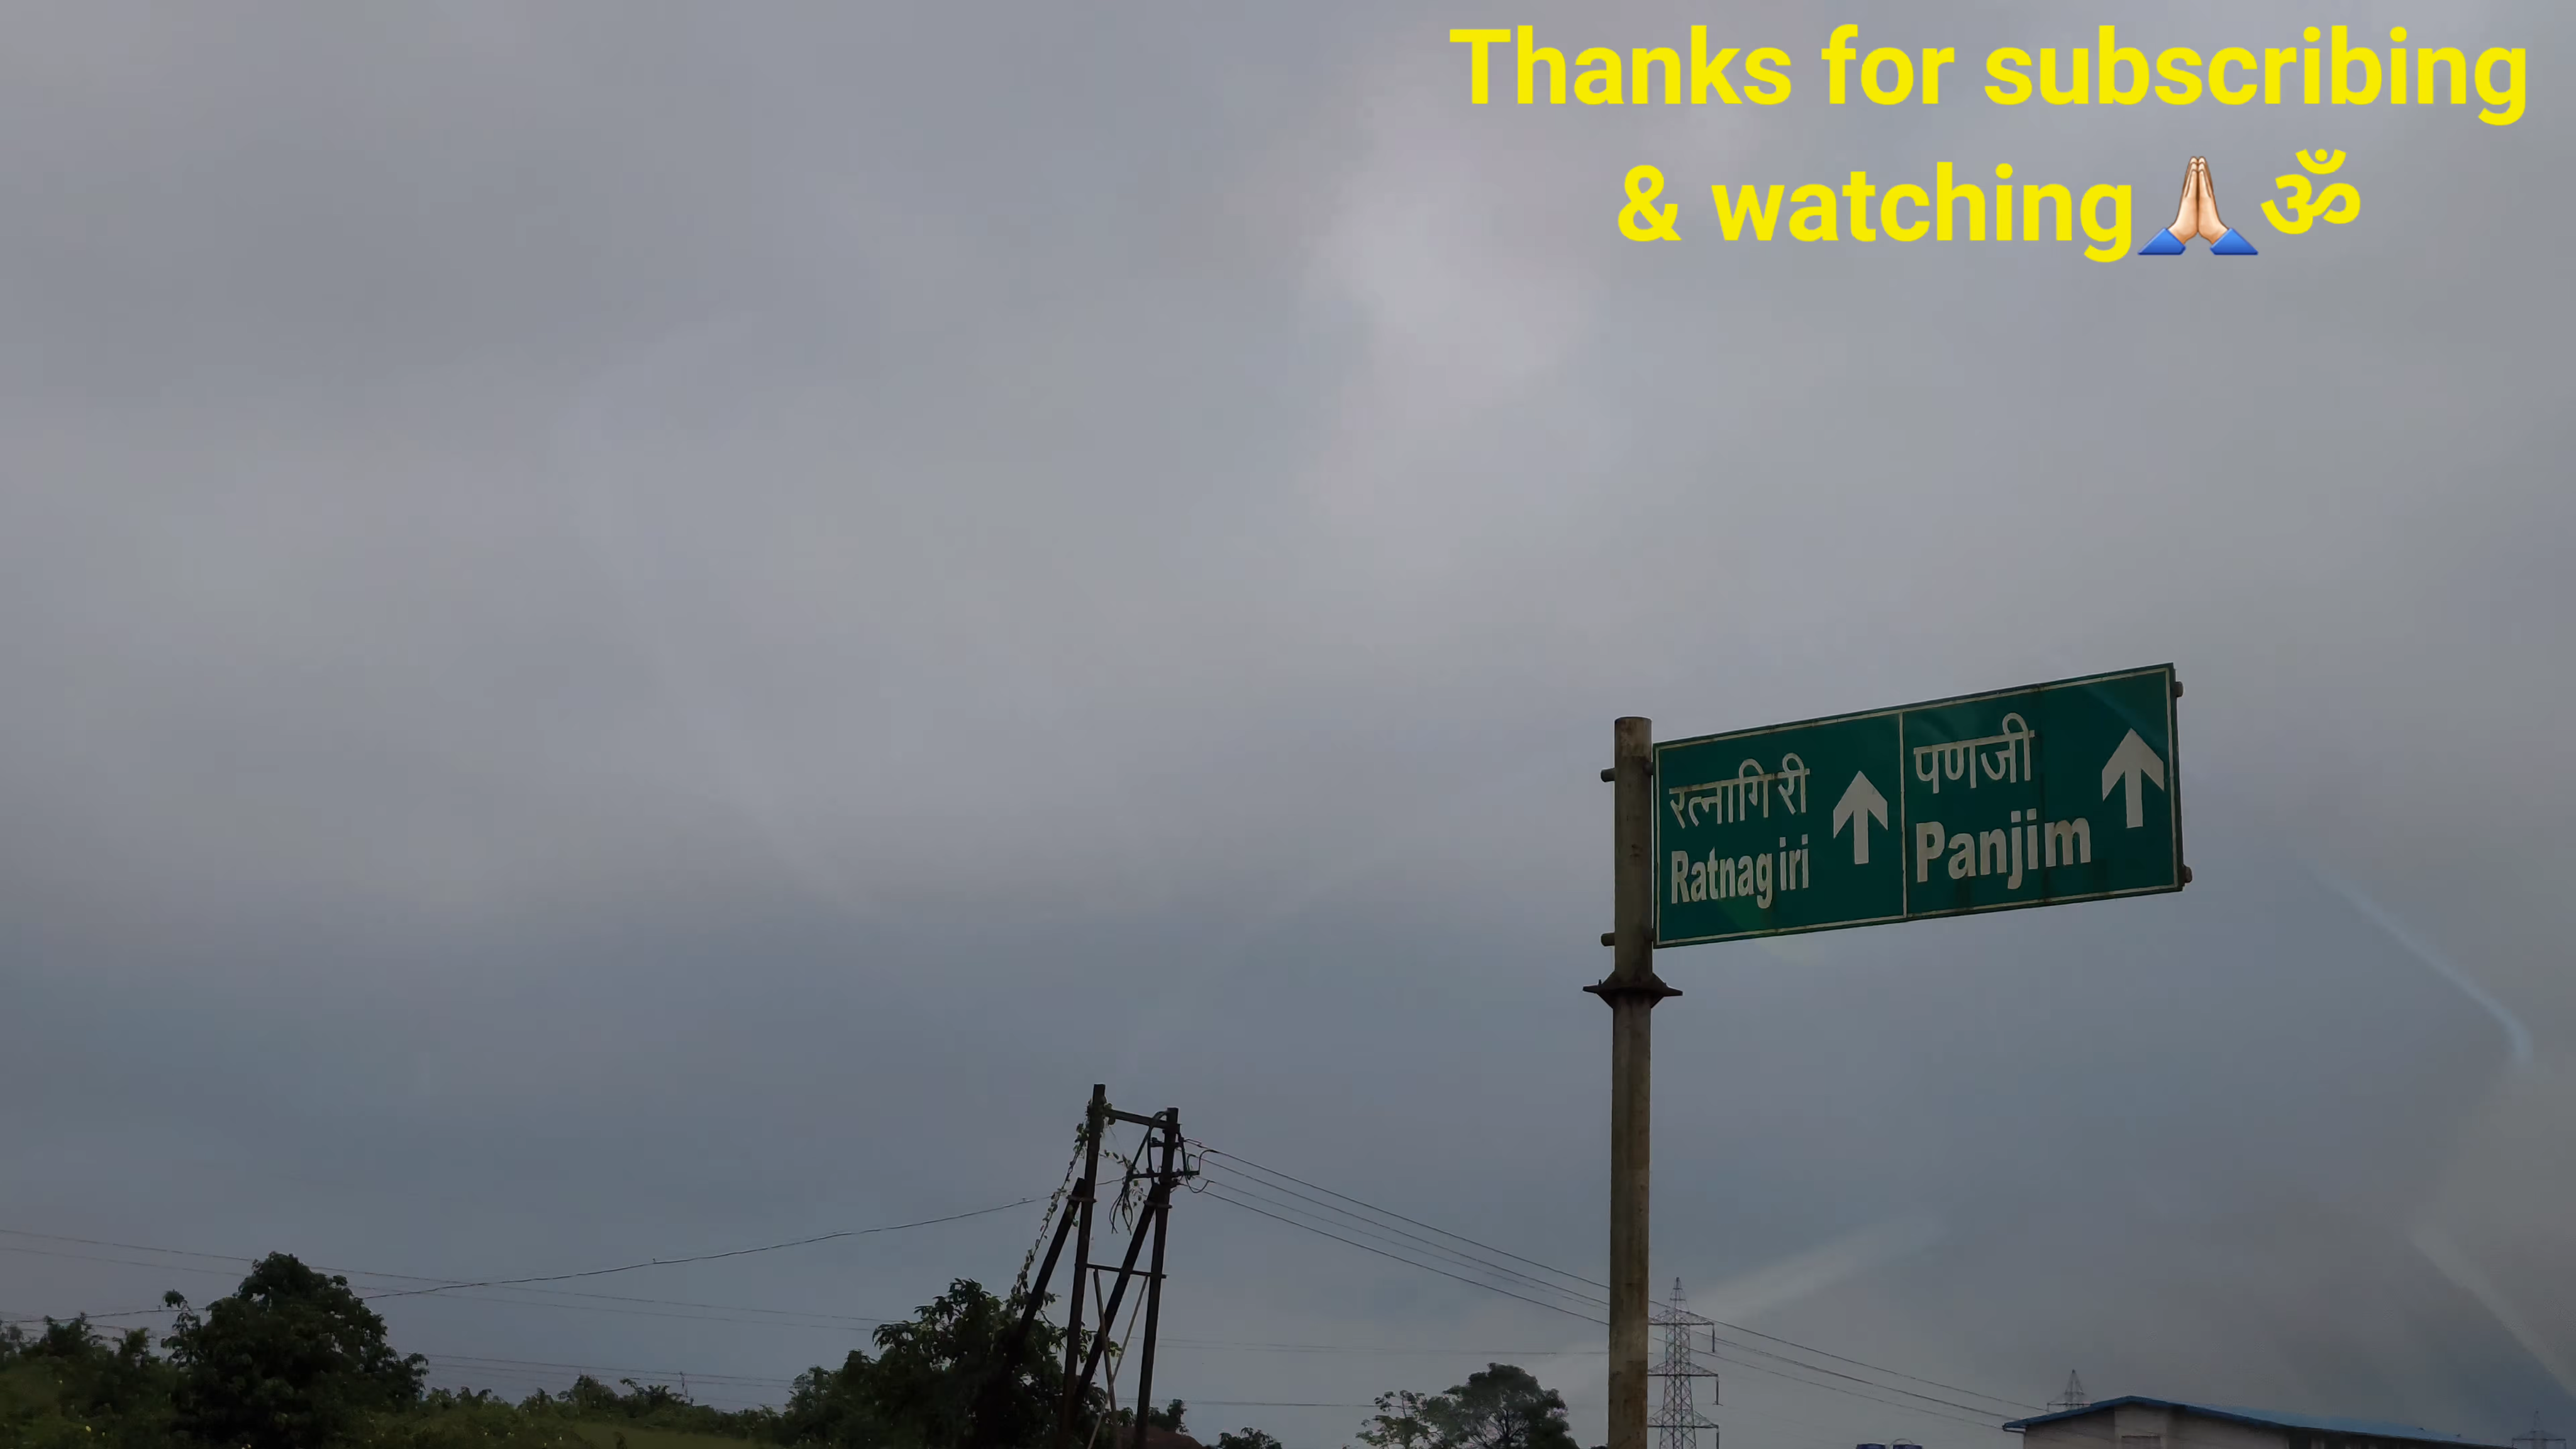 Thanks for subscribing
& watching🙏🏻ॐ
रत्नागिरी
Ratnagiri
पणजी
Panjim